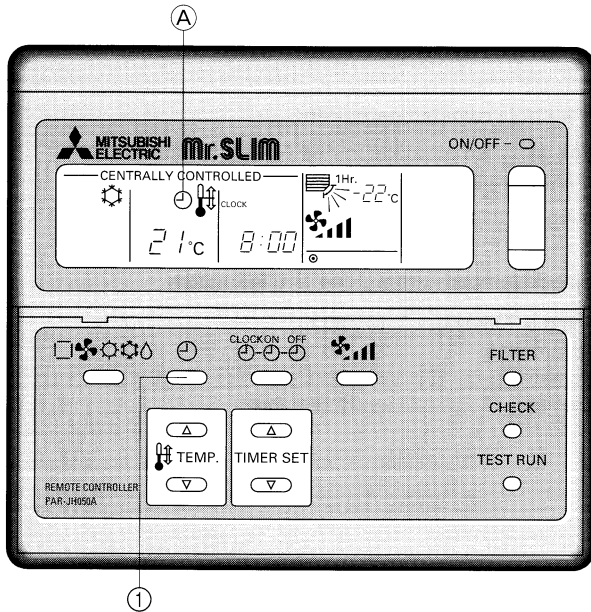 A
MITSUBISHI
ELECTRIC
Mr.SLIM
ON/OFF
CENTRALLY CONTROLLED
1Hr.
-22°C
CLOCK
21°C
8:00
CLOCK ON OFF
FILTER
CHECK
TEMP.
TIMER SET
TEST RUN
REMOTE CONTROLLER
PAR-JH050A
1